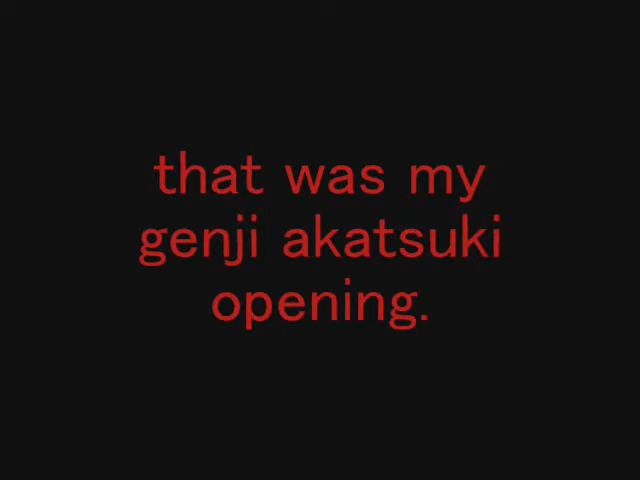 that was my
genji akatsuki
opening.